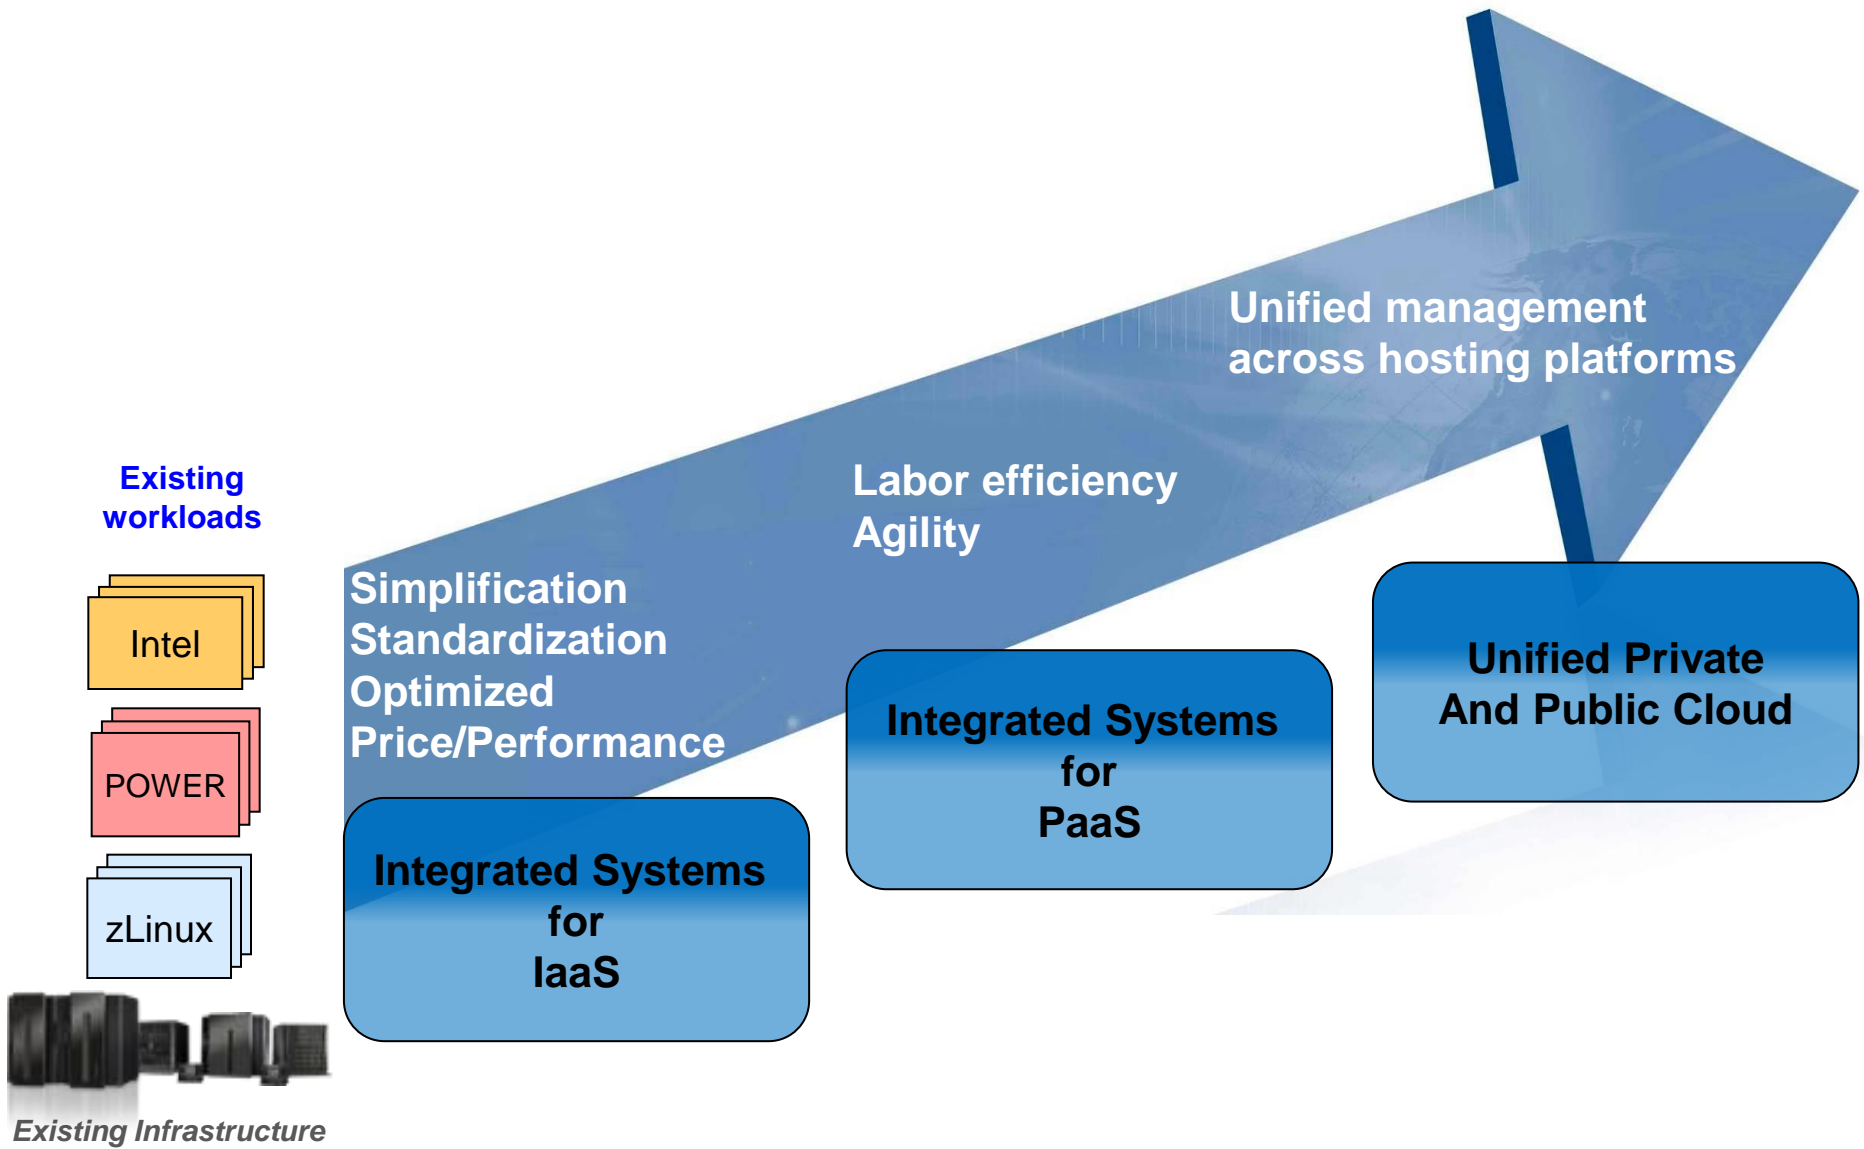 Existing
workloads
Intel
POWER
zLinux
Existing Infrastructure
Simplification
Standardization
Optimized
Price/Performance
Integrated Systems
for
IaaS
Labor efficiency
Agility
Integrated Systems
for
PaaS
Unified management
across hosting platforms
Unified Private
And Public Cloud